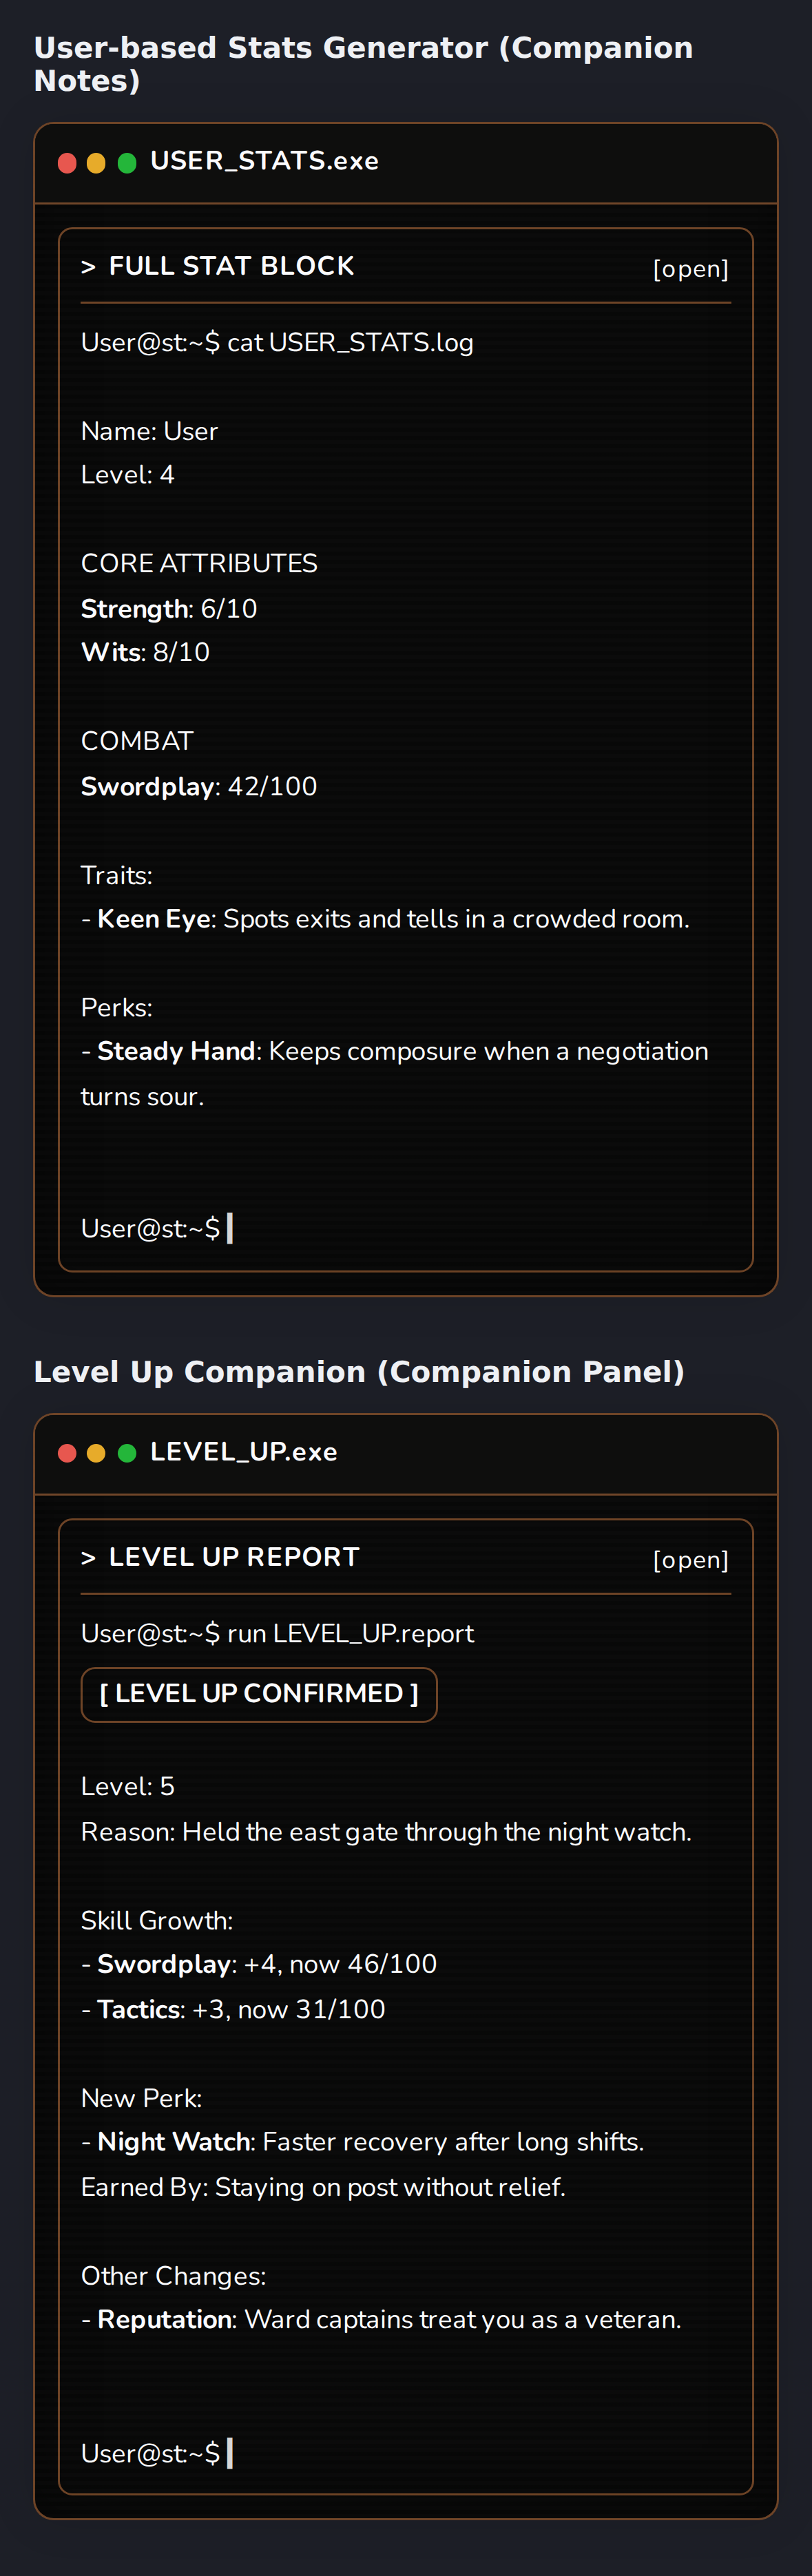 User-based Stats Generator (Companion
Notes)
USER_STATS.exe
> FULL STAT BLOCK [open]
User@st:~$ cat USER_STATS.log
Name: User
Level: 4
CORE ATTRIBUTES
Strength: 6/10
Wits: 8/10
COMBAT
Swordplay: 42/100
Traits:
- Keen Eye: Spots exits and tells in a crowded room.
Perks:
- Steady Hand: Keeps composure when a negotiation
turns sour.
User@st:~$
Level Up Companion (Companion Panel)
LEVEL_UP.exe
> LEVEL UP REPORT [open]
User@st:~$ run LEVEL_UP.report
[ LEVEL UP CONFIRMED ]
Level: 5
Reason: Held the east gate through the night watch.
Skill Growth:
- Swordplay: +4, now 46/100
- Tactics: +3, now 31/100
New Perk:
- Night Watch: Faster recovery after long shifts.
Earned By: Staying on post without relief.
Other Changes:
- Reputation: Ward captains treat you as a veteran.
User@st:~$